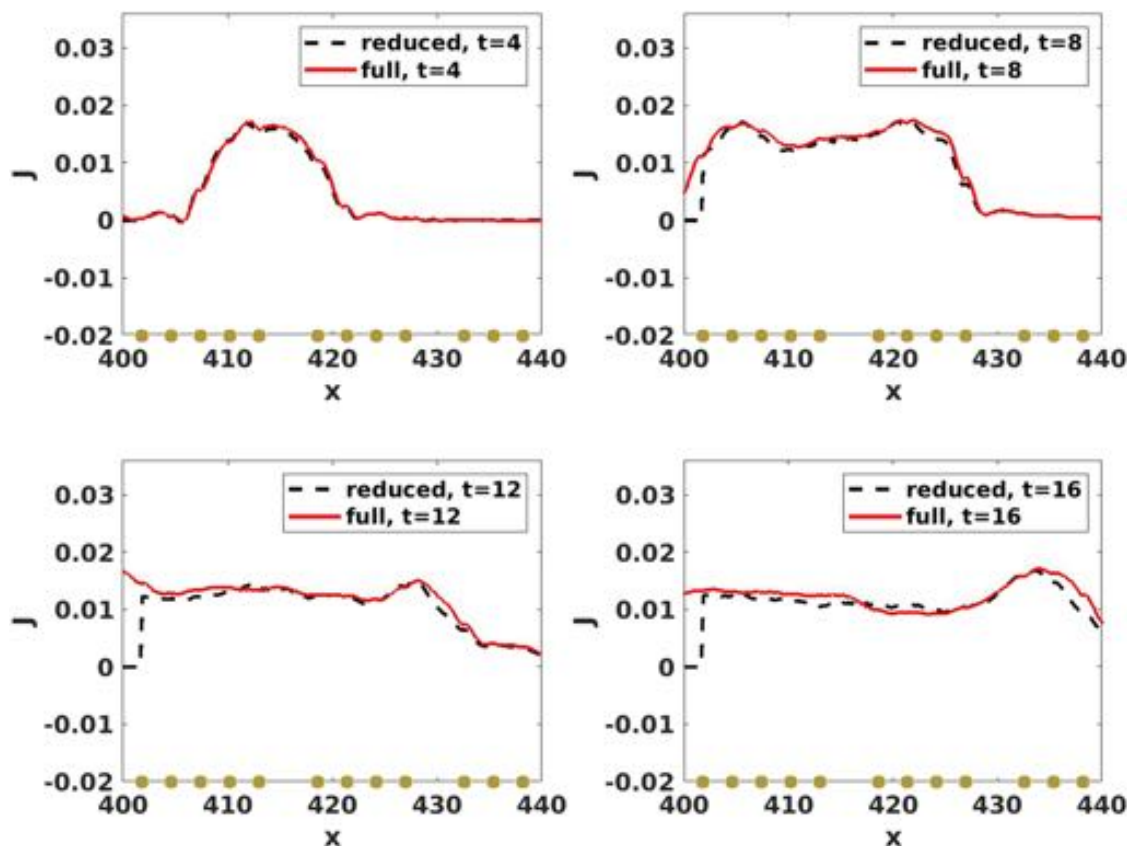 0.03
0.02
0.01
0
-0.01
-0.02
J
reduced, t=4
full, t=4
400
410
420
430
440
x
0.03
0.02
0.01
0
-0.01
-0.02
J
reduced, t=8
full, t=8
400
410
420
430
440
x
0.03
0.02
0.01
0
-0.01
-0.02
J
reduced, t=12
full, t=12
400
410
420
430
440
x
0.03
0.02
0.01
0
-0.01
-0.02
J
reduced, t=16
full, t=16
400
410
420
430
440
x